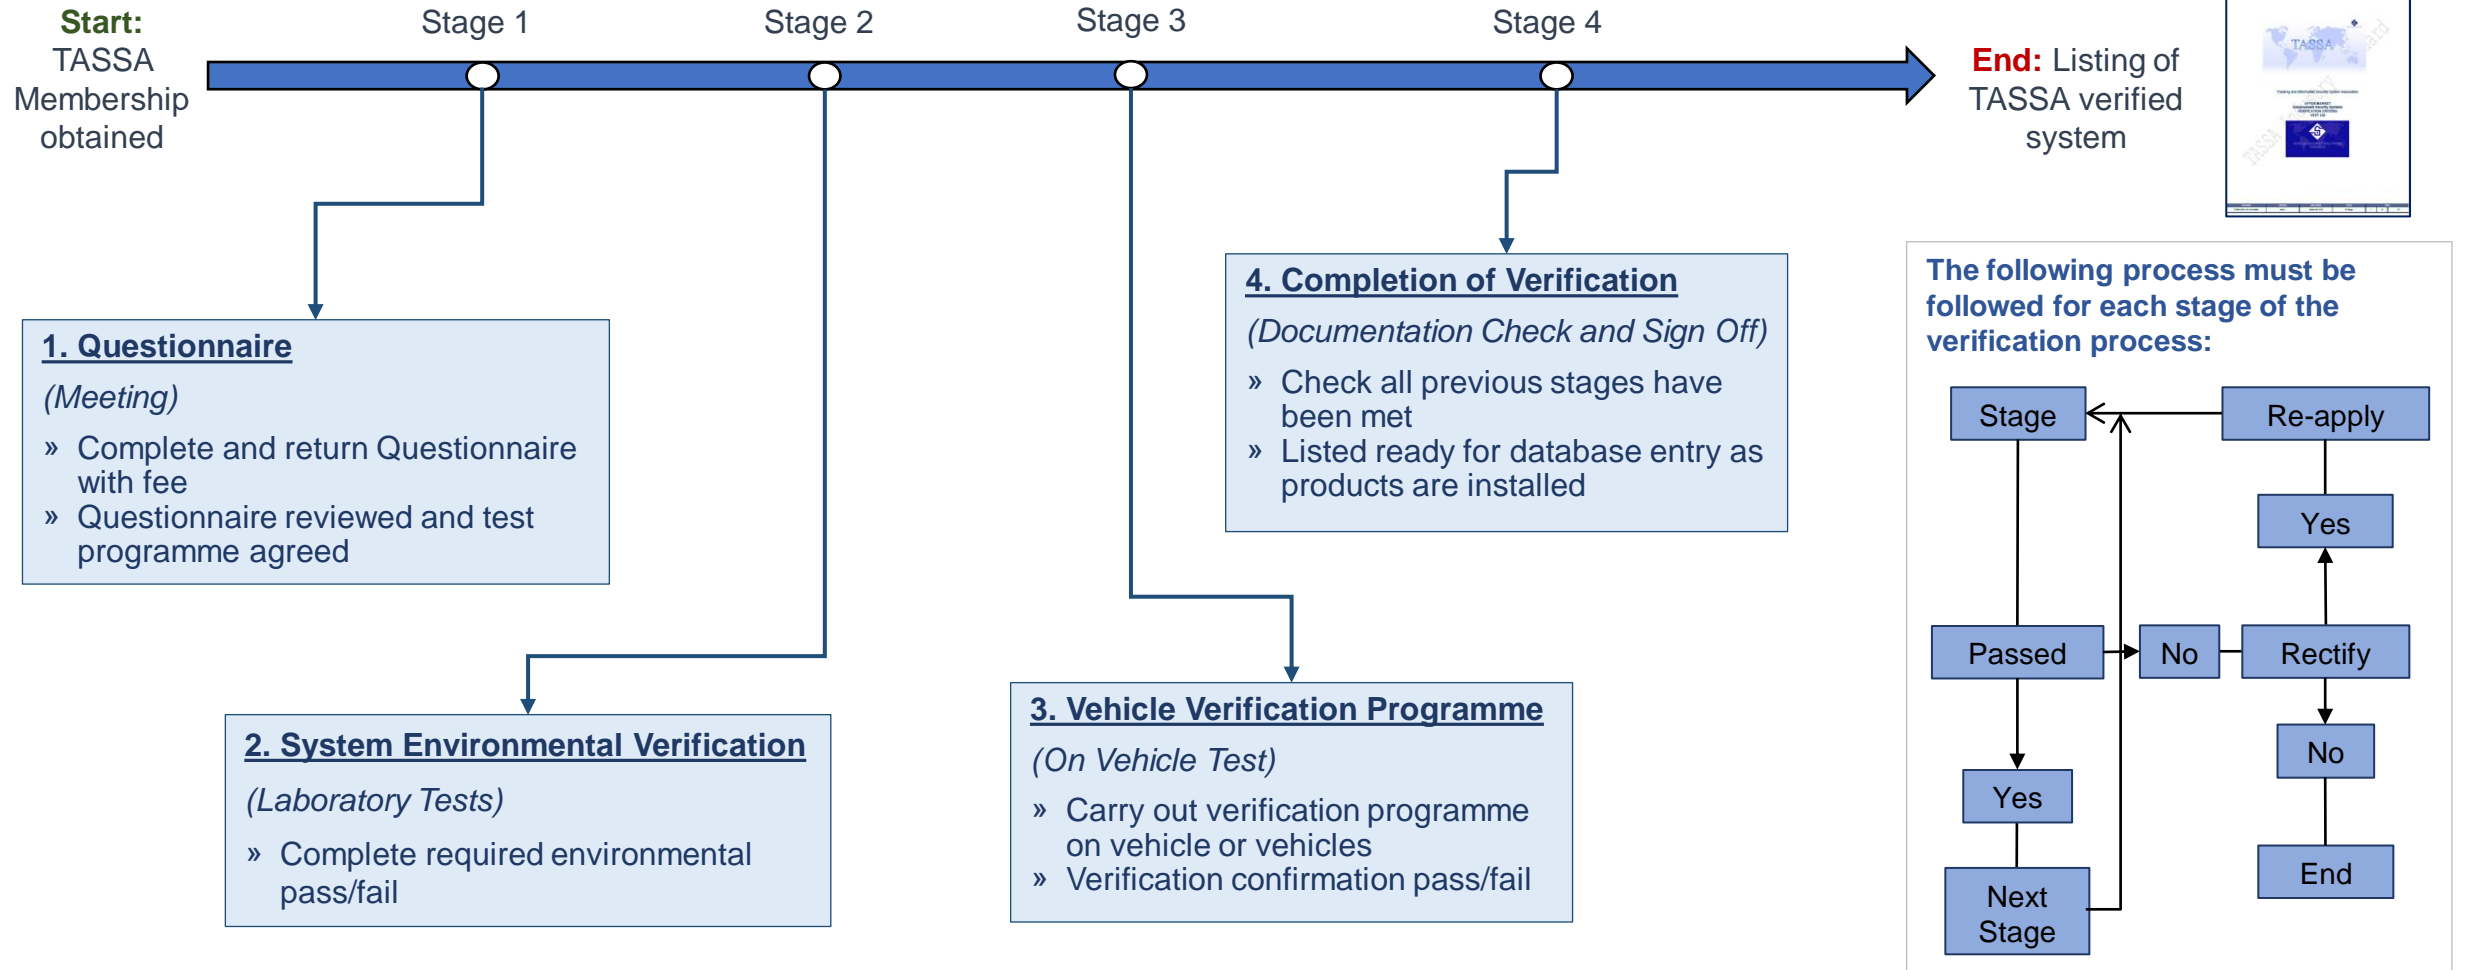 Start:
TASSA
Membership
obtained
Stage 1
Stage 2
Stage 3
Stage 4
End: Listing of
TASSA verified
system
TASSA
1. Questionnaire
(Meeting)
» Complete and return Questionnaire
with fee
» Questionnaire reviewed and test
programme agreed
2. System Environmental Verification
(Laboratory Tests)
» Complete required environmental
pass/fail
3. Vehicle Verification Programme
(On Vehicle Test)
» Carry out verification programme
on vehicle or vehicles
» Verification confirmation pass/fail
4. Completion of Verification
(Documentation Check and Sign Off)
» Check all previous stages have
been met
» Listed ready for database entry as
products are installed
The following process must be
followed for each stage of the
verification process:
Stage
Re-apply
Yes
Passed
No
Rectify
No
Yes
End
Next
Stage